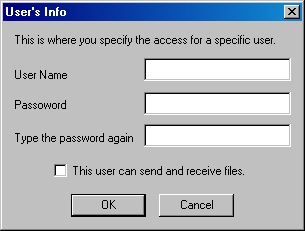 User's Info
This is where you specify the access for a specific user.
User Name
Passoword
Type the password again
This user can send and receive files.
OK Cancel